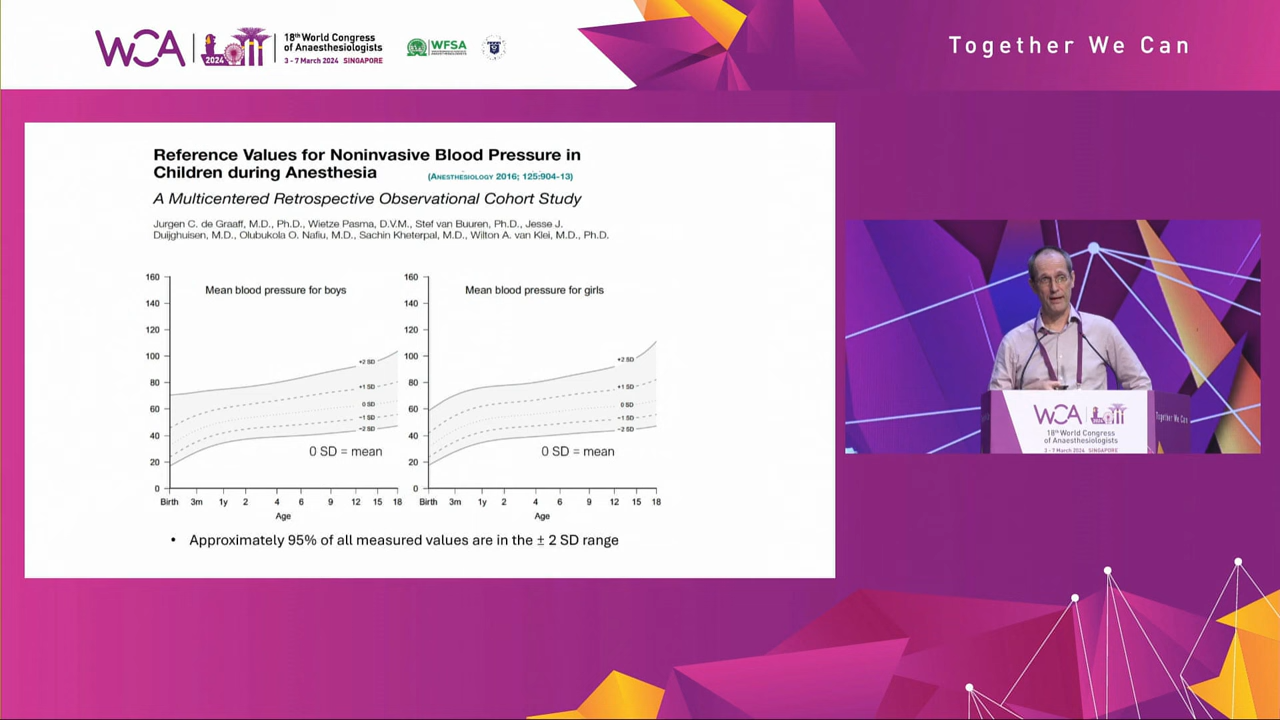 WCA
2024
18th World Congress
of Anaesthesiologists
3 - 7 March 2024 SINGAPORE
WFSA
Together We Can
Reference Values for Noninvasive Blood Pressure in
Children during Anesthesia
(ANESTHESIOLOGY 2016; 125:904-13)
A Multicentered Retrospective Observational Cohort Study
Jurgen C. de Graaff, M.D., Ph.D., Wietze Pasma, D.V.M., Stef van Buuren, Ph.D., Jesse J.
Duijghuisen, M.D., Olubukola O. Nafiu, M.D., Sachin Kheterpal, M.D., Wilton A. van Klei, M.D., Ph.D.
Mean blood pressure for boys
160
140
120
100
80
60
40
20
0
+2 SD
+1 SD
0 SD
−1 SD
−2 SD
0 SD = mean
Birth 3m 1y 2 4 6 9 12 15 18
Age
Mean blood pressure for girls
160
140
120
100
80
60
40
20
0
+2 SD
+1 SD
0 SD
−1 SD
−2 SD
0 SD = mean
Birth 3m 1y 2 4 6 9 12 15 18
Age
• Approximately 95% of all measured values are in the ± 2 SD range
WCA
18th World Congress
of Anaesthesiologists
3 - 7 March 2024 SINGAPORE
Together We Can